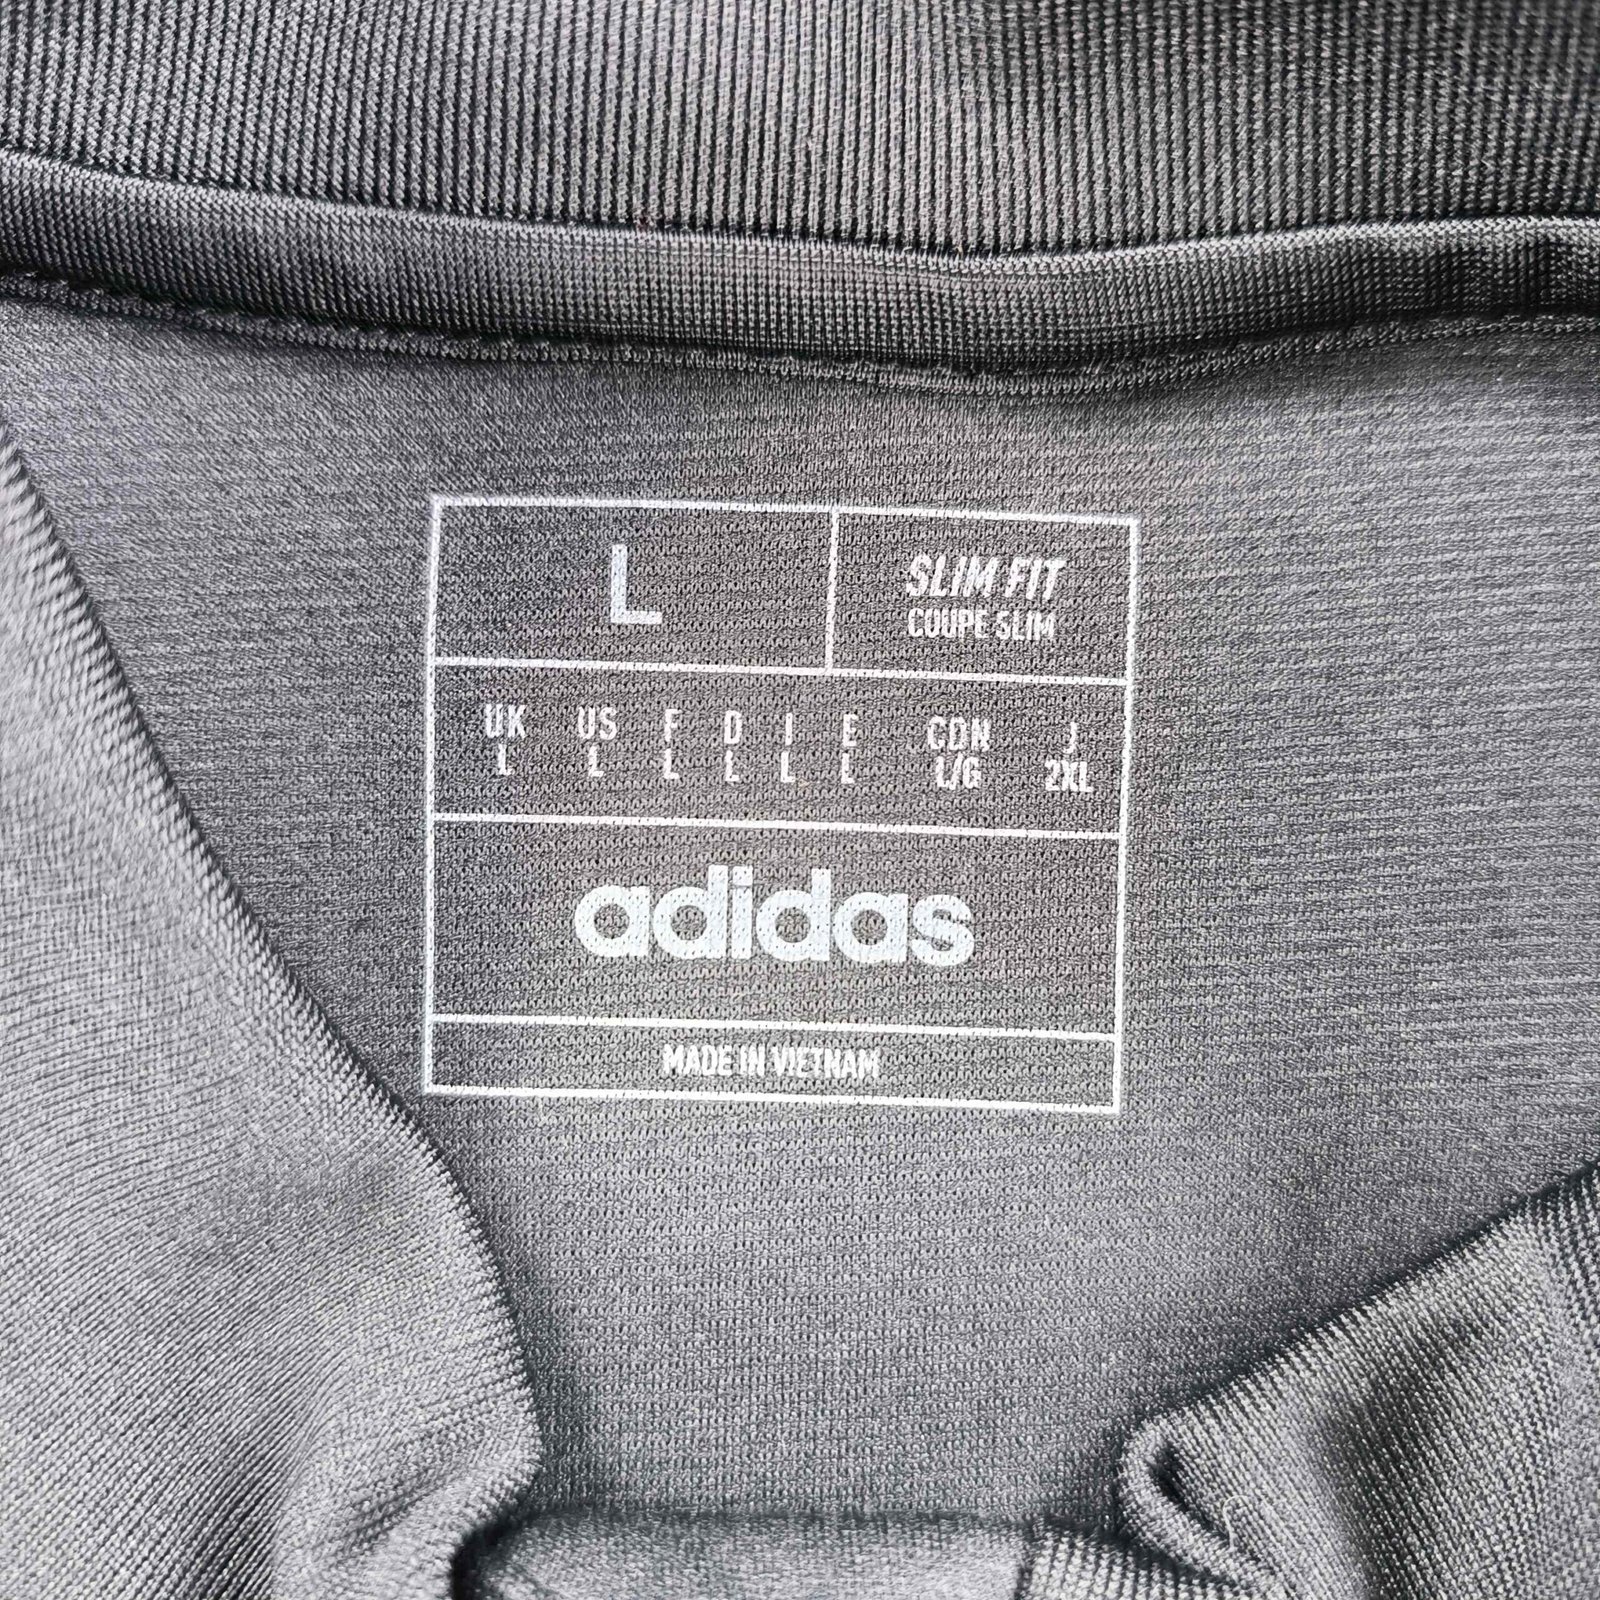 L
SLIM FIT
COUPE SLIM
UK US F D I E CDN J
L L L L L L L/G 2XL
adidas
MADE IN VIETNAM